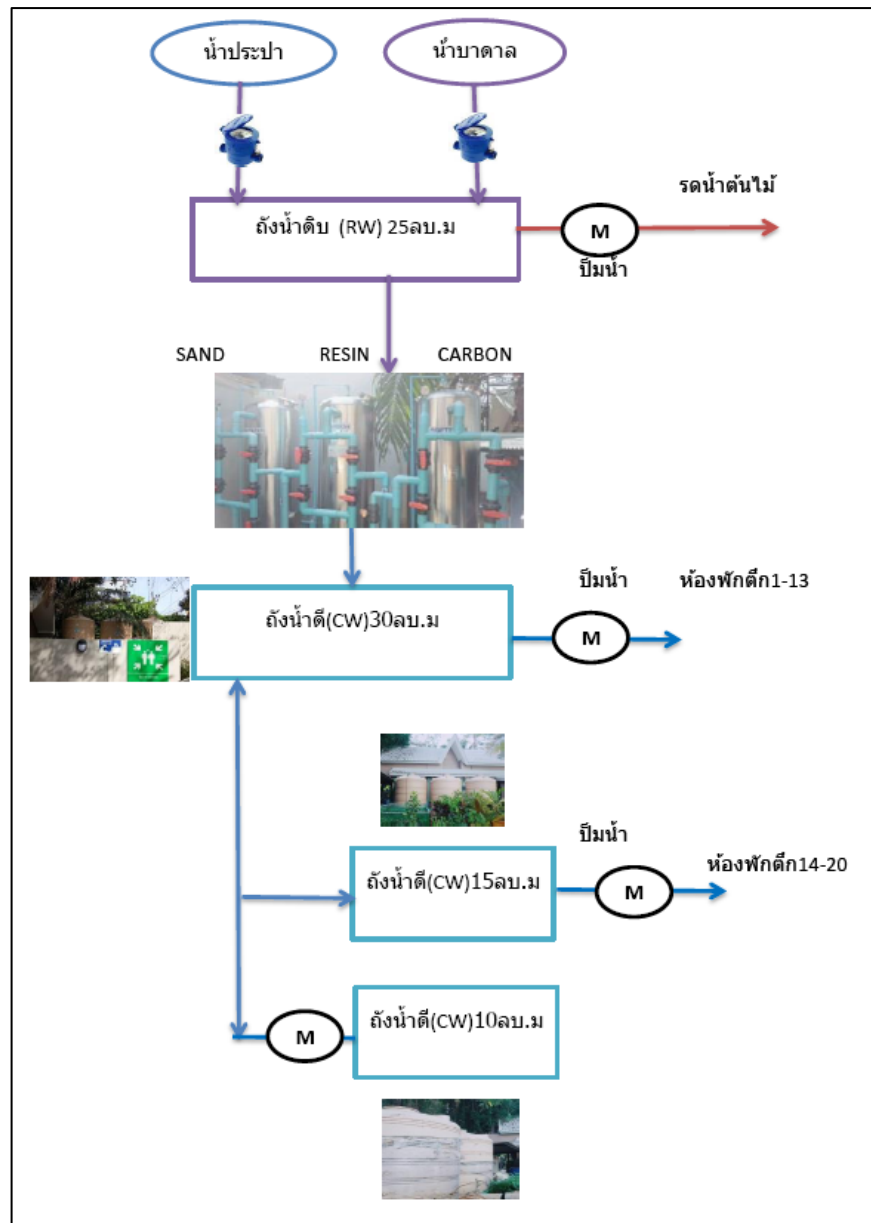 น้ำประปา
น้ำบาดาล
รดน้ำต้นไม้
ถังน้ำดิบ (RW) 25ลบ.ม
M
ปั๊มน้ำ
SAND RESIN CARBON
ปั๊มน้ำ
ห้องพักตึก1-13
ถังน้ำดี(CW)30ลบ.ม
M
ปั๊มน้ำ
ห้องพักตึก14-20
ถังน้ำดี(CW)15ลบ.ม
M
ถังน้ำดี(CW)10ลบ.ม
M